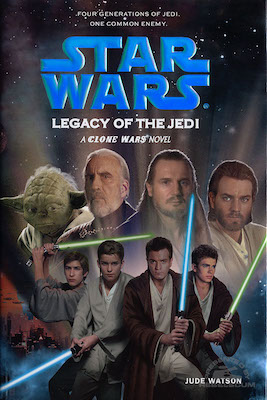 FOUR GENERATIONS OF JEDI.
ONE COMMON ENEMY.
STAR
WARS®
LEGACY OF THE JEDI
A CLONE WARS® NOVEL
JUDE WATSON